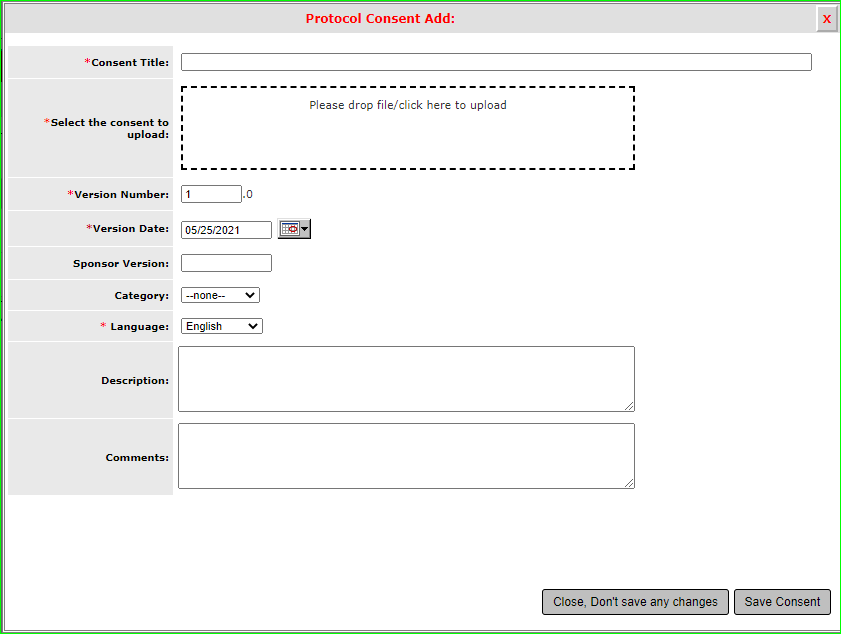 Protocol Consent Add:
X
*Consent Title:
*Select the consent to
upload:
Please drop file/click here to upload
*Version Number:
1
.0
*Version Date:
05/25/2021
Sponsor Version:
Category:
--none--
* Language:
English
Description:
Comments:
Close, Don't save any changes
Save Consent